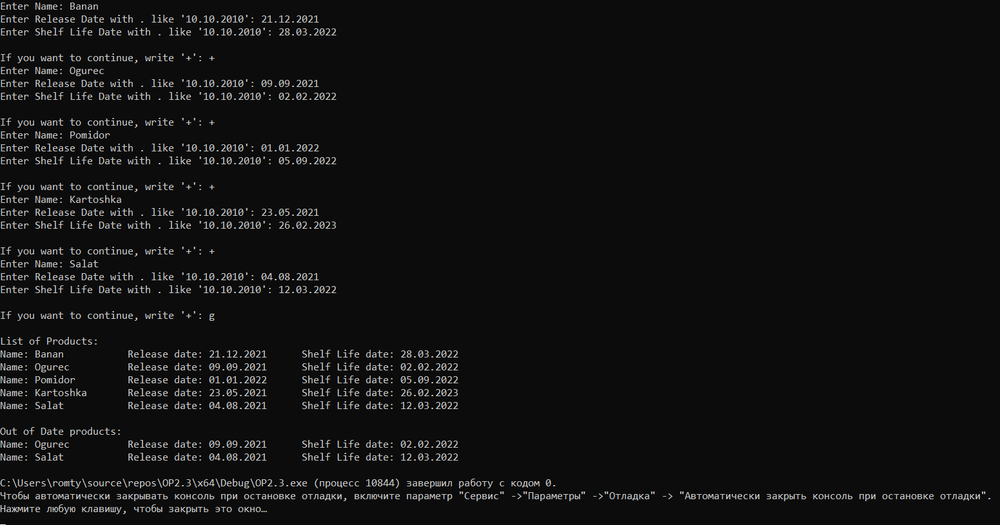 Enter Name: Banan
Enter Release Date with . like '10.10.2010': 21.12.2021
Enter Shelf Life Date with . like '10.10.2010': 28.03.2022
If you want to continue, write '+': +
Enter Name: Ogurec
Enter Release Date with . like '10.10.2010': 09.09.2021
Enter Shelf Life Date with . like '10.10.2010': 02.02.2022
If you want to continue, write '+': +
Enter Name: Pomidor
Enter Release Date with . like '10.10.2010': 01.01.2022
Enter Shelf Life Date with . like '10.10.2010': 05.09.2022
If you want to continue, write '+': +
Enter Name: Kartoshka
Enter Release Date with . like '10.10.2010': 23.05.2021
Enter Shelf Life Date with . like '10.10.2010': 26.02.2023
If you want to continue, write '+': +
Enter Name: Salat
Enter Release Date with . like '10.10.2010': 04.08.2021
Enter Shelf Life Date with . like '10.10.2010': 12.03.2022
If you want to continue, write '+': g
List of Products:
Name: Banan Release date: 21.12.2021 Shelf Life date: 28.03.2022
Name: Ogurec Release date: 09.09.2021 Shelf Life date: 02.02.2022
Name: Pomidor Release date: 01.01.2022 Shelf Life date: 05.09.2022
Name: Kartoshka Release date: 23.05.2021 Shelf Life date: 26.02.2023
Name: Salat Release date: 04.08.2021 Shelf Life date: 12.03.2022
Out of Date products:
Name: Ogurec Release date: 09.09.2021 Shelf Life date: 02.02.2022
Name: Salat Release date: 04.08.2021 Shelf Life date: 12.03.2022
C:\Users\romty\source\repos\OP2.3\x64\Debug\OP2.3.exe (процесс 10844) завершил работу с кодом 0.
Чтобы автоматически закрывать консоль при остановке отладки, включите параметр "Сервис" ->"Параметры" ->"Отладка" -> "Автоматически закрыть консоль при остановке отладки".
Нажмите любую клавишу, чтобы закрыть это окно…